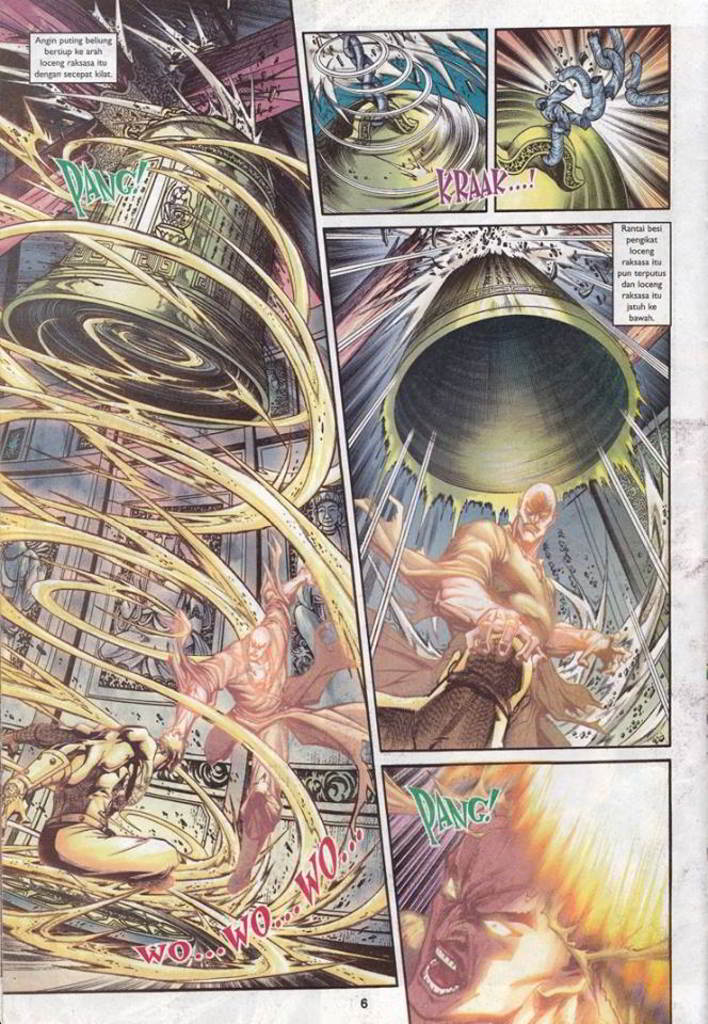 Angin puting beliung
bertiup ke arah
loceng raksasa itu
dengan secepat kilat.
PANG!
KRAAK...!
Rantai besi
pengikat
loceng
raksasa itu
pun terputus
dan loceng
raksasa itu
jatuh ke
bawah.
WO...WO...WO...WO...
PANG!
6